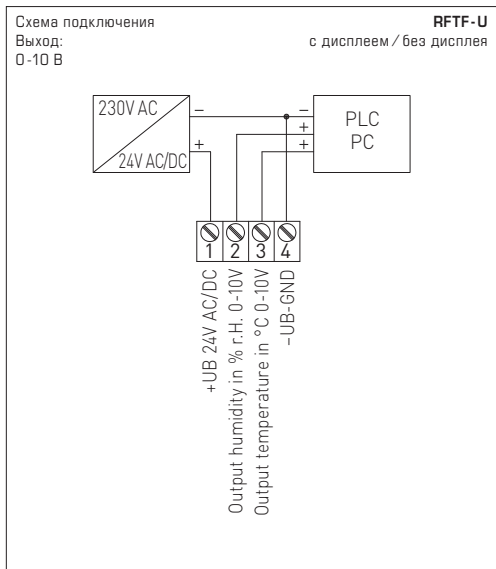 Схема подключения
Выход:
0-10 В
RFTF-U
с дисплеем / без дисплея
230V AC
24V AC/DC
−
+
−
+
+
PLC
PC
1 2 3 4
+UB 24V AC/DC
Output humidity in % r.H. 0-10V
Output temperature in °C 0-10V
-UB-GND